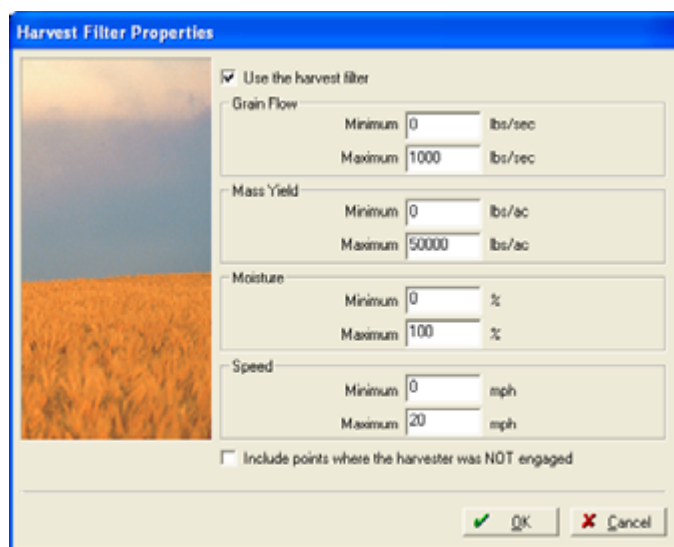 Harvest Filter Properties
Use the harvest filter
Grain Flow
Minimum 0 lbs/sec
Maximum 1000 lbs/sec
Mass Yield
Minimum 0 lbs/ac
Maximum 50000 lbs/ac
Moisture
Minimum 0 %
Maximum 100 %
Speed
Minimum 0 mph
Maximum 20 mph
Include points where the harvester was NOT engaged
OK Cancel